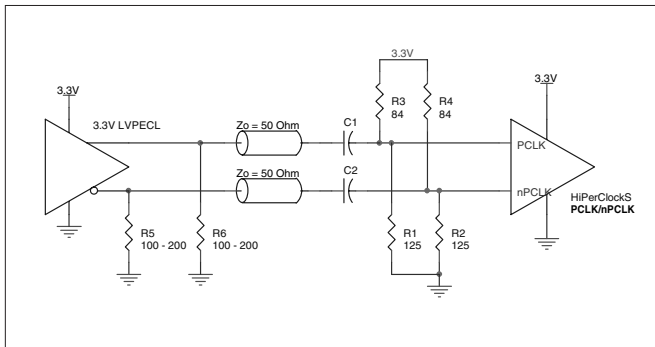 3.3V
3.3V
3.3V
R3
84
R4
84
3.3V LVPECL
Zo = 50 Ohm
C1
PCLK
Zo = 50 Ohm
C2
nPCLK
HiPerClockS
PCLK/nPCLK
R5
100 - 200
R6
100 - 200
R1
125
R2
125